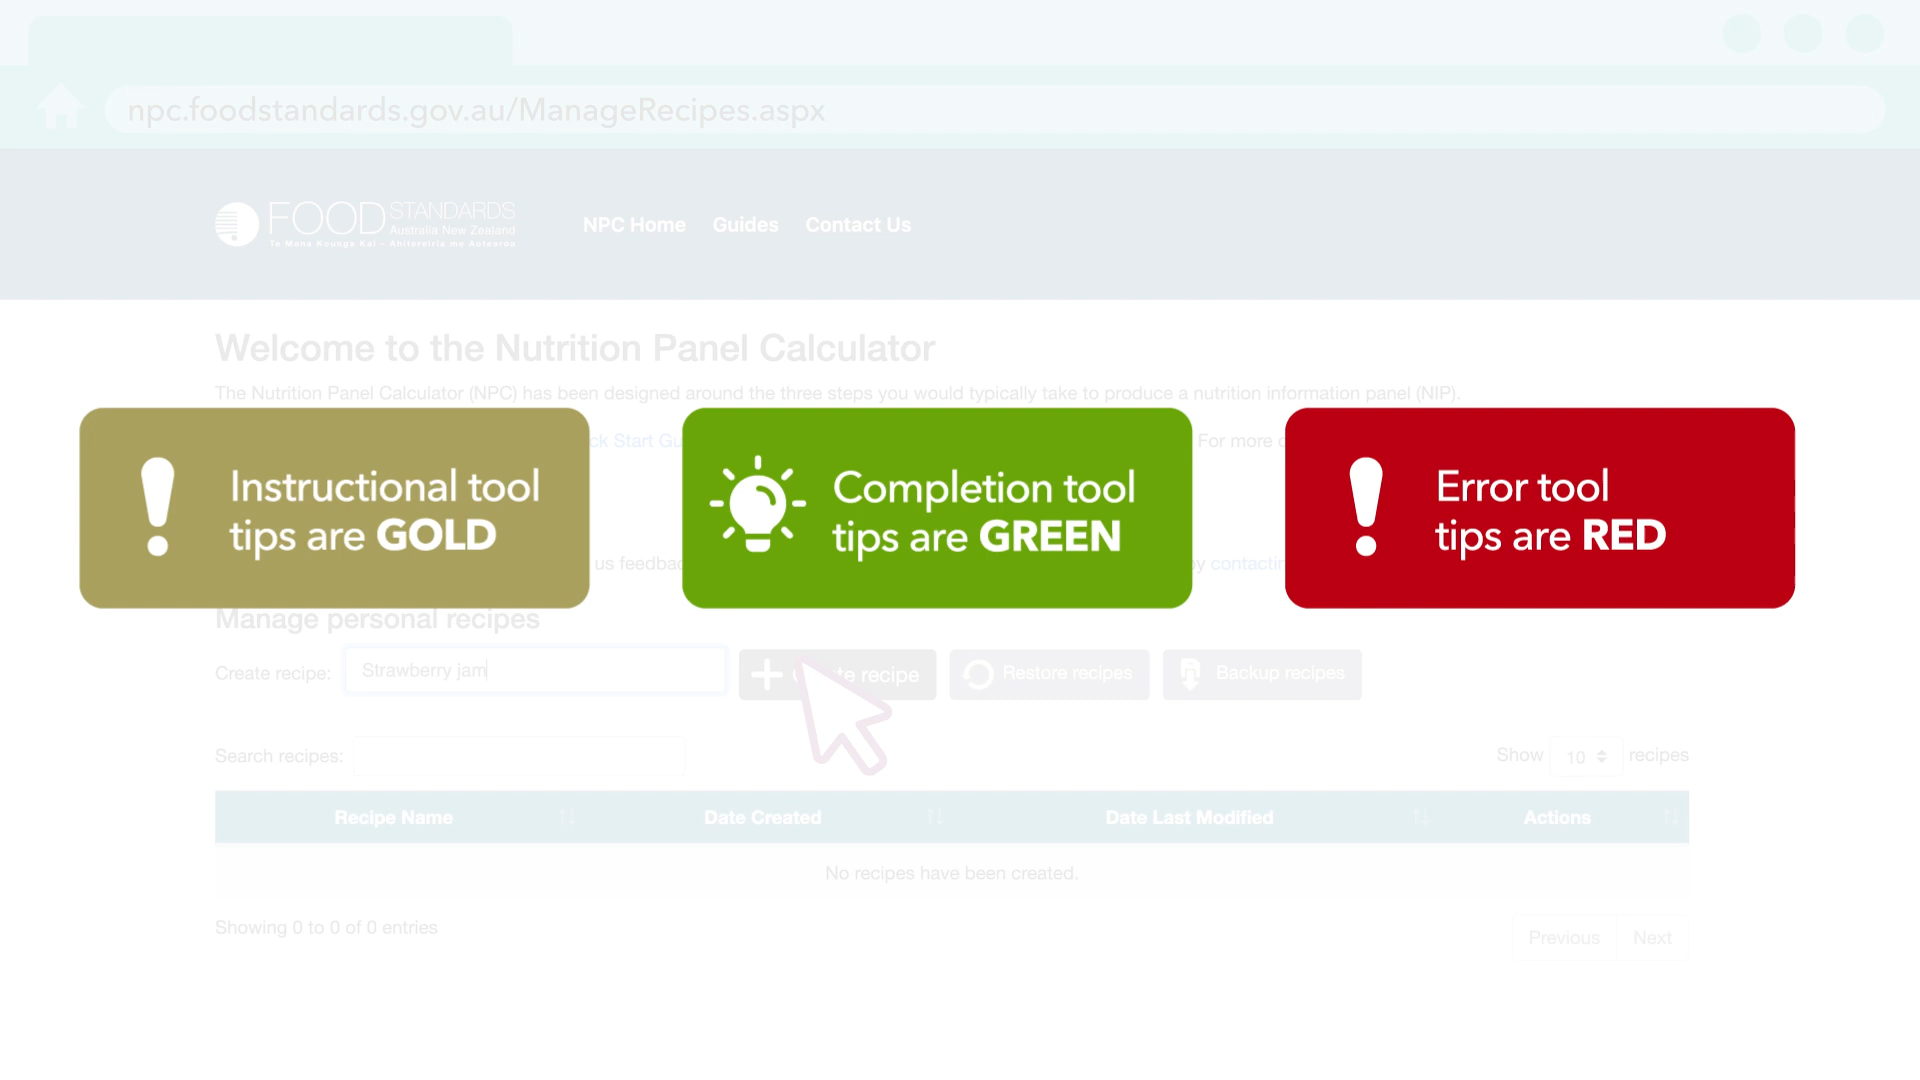 npc.foodstandards.gov.au/ManageRecipes.aspx
FOOD STANDARDS
Australia New Zealand
Te Mana Kounga Kai - Ahitereiria me Aotearoa
NPC Home Guides Contact Us
Welcome to the Nutrition Panel Calculator
The Nutrition Panel Calculator (NPC) has been designed around the three steps you would typically take to produce a nutrition information panel (NIP).
Start For more
Instructional tool
tips are GOLD
Completion tool
tips are GREEN
Error tool
tips are RED
us
Manage personal recipes
Create recipe: Strawberry jam recipe Restore recipes Backup recipes
Search recipes: Show 10 recipes
Recipe Name Date Created Date Last Modified Actions
No recipes have been created.
Showing 0 to 0 of 0 entries
Previous Next